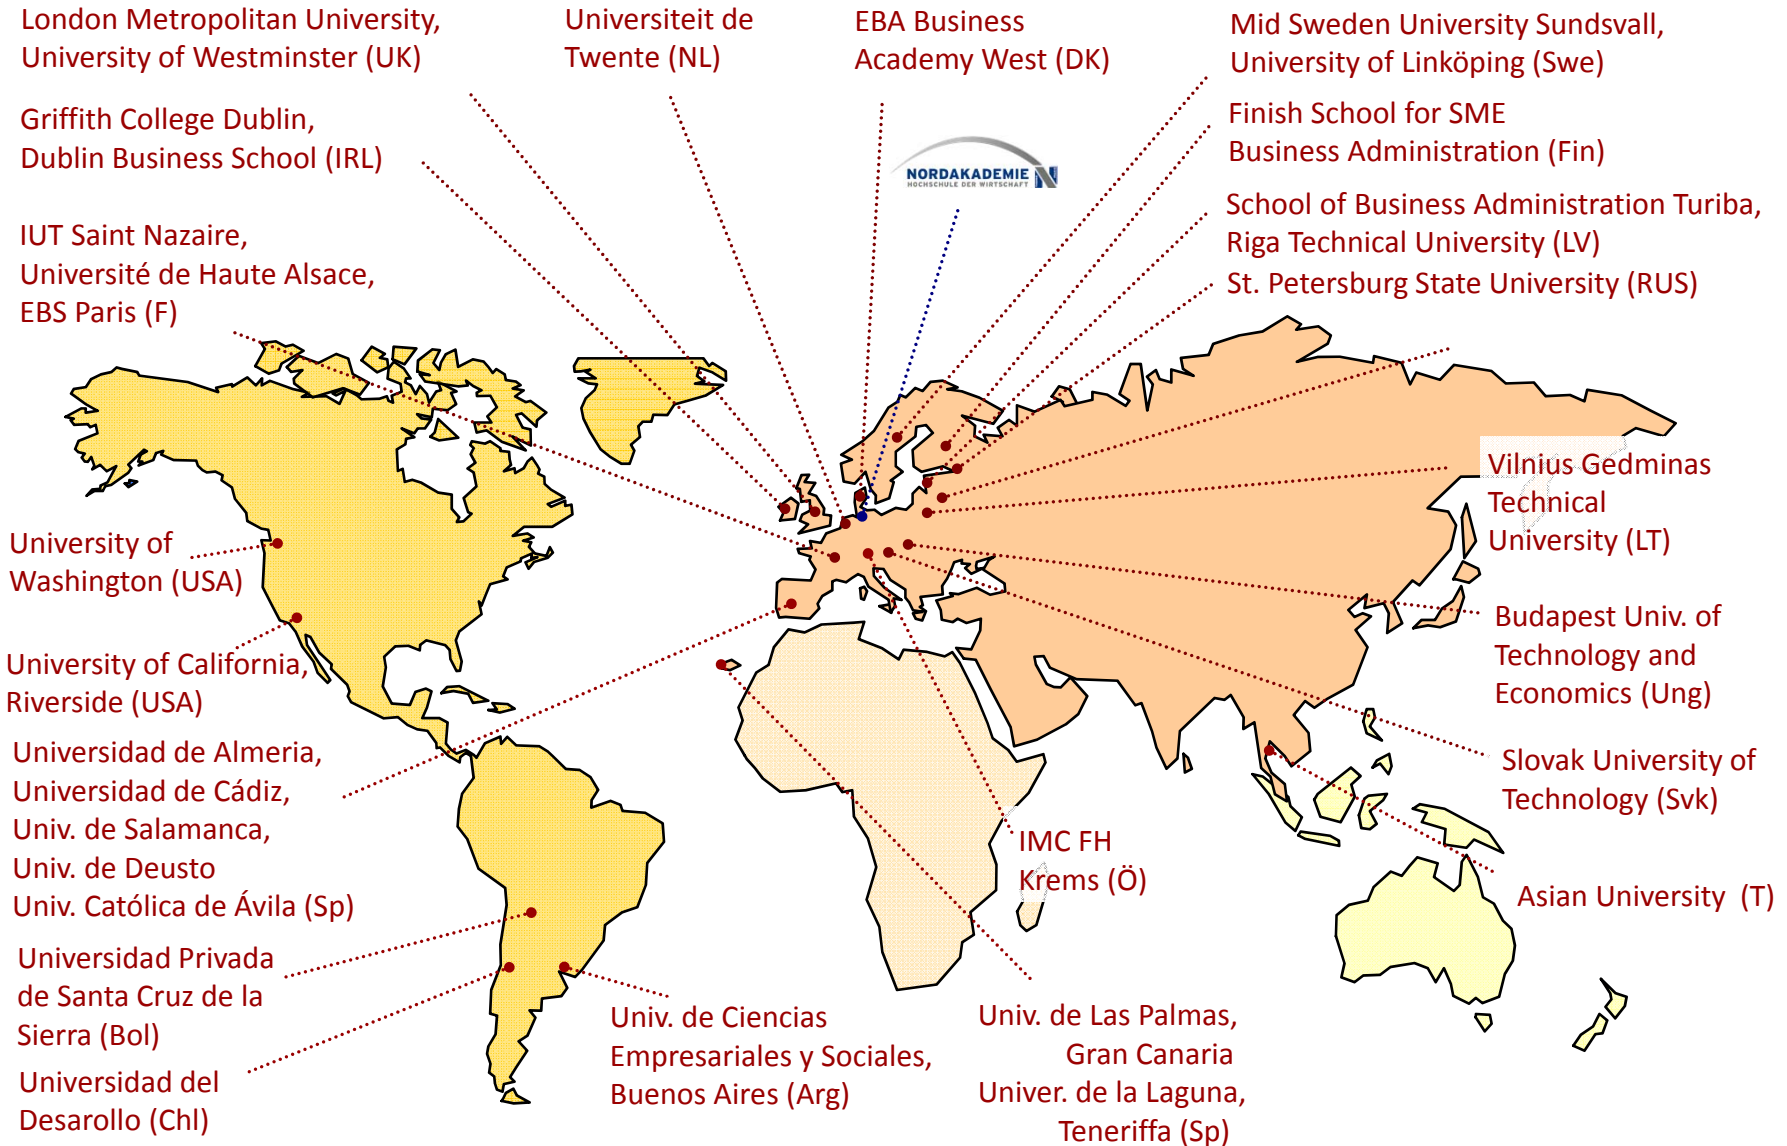 London Metropolitan University,
University of Westminster (UK)
Universiteit de
Twente (NL)
EBA Business
Academy West (DK)
Mid Sweden University Sundsvall,
University of Linköping (Swe)
Griffith College Dublin,
Dublin Business School (IRL)
NORDAKADEMIE N
HOCHSCHULE DER WIRTSCHAFT
Finish School for SME
Business Administration (Fin)
School of Business Administration Turiba,
Riga Technical University (LV)
IUT Saint Nazaire,
Université de Haute Alsace,
EBS Paris (F)
St. Petersburg State University (RUS)
Vilnius Gedminas
Technical
University (LT)
University of
Washington (USA)
Budapest Univ. of
Technology and
Economics (Ung)
University of California,
Riverside (USA)
Universidad de Almeria,
Universidad de Cádiz,
Univ. de Salamanca,
Univ. de Deusto
Univ. Católica de Ávila (Sp)
Slovak University of
Technology (Svk)
IMC FH
Krems (Ö)
Asian University (T)
Universidad Privada
de Santa Cruz de la
Sierra (Bol)
Univ. de Ciencias
Empresariales y Sociales,
Buenos Aires (Arg)
Univ. de Las Palmas,
Gran Canaria
Univer. de la Laguna,
Teneriffa (Sp)
Universidad del
Desarollo (Chl)